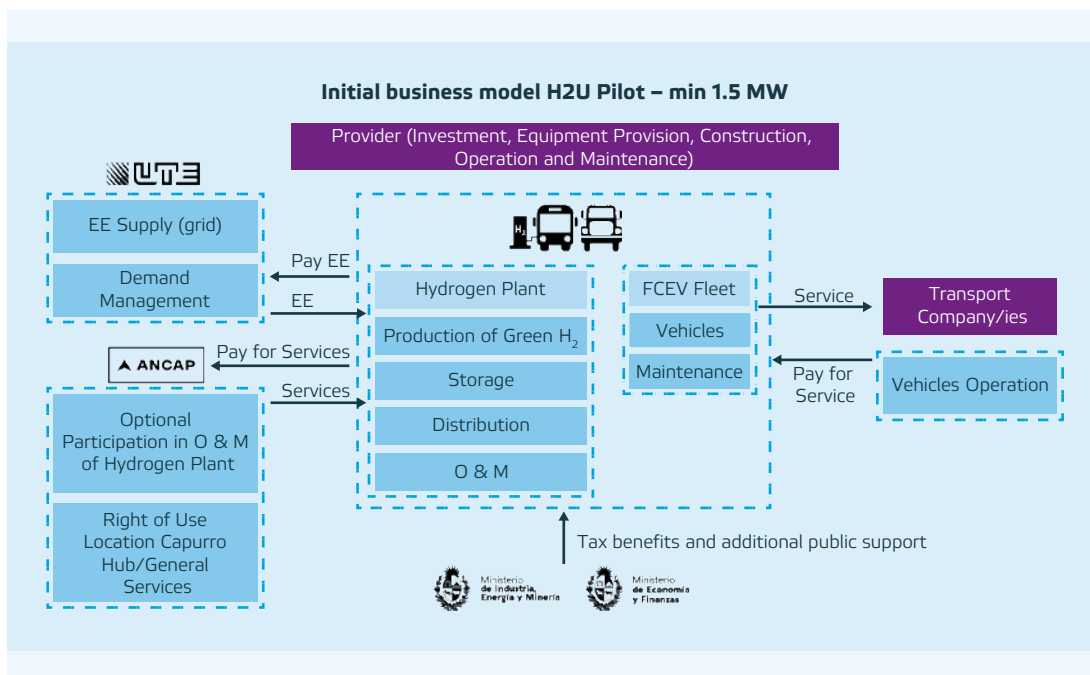 Initial business model H2U Pilot – min 1.5 MW
Provider (Investment, Equipment Provision, Construction,
Operation and Maintenance)
UTE
EE Supply (grid)
Demand
Management
Pay EE
EE
ANCAP
Pay for Services
Services
Optional
Participation in O & M
of Hydrogen Plant
Right of Use
Location Capurro
Hub/General
Services
H₂
Hydrogen Plant
Production of Green H₂
Storage
Distribution
O & M
FCEV Fleet
Vehicles
Maintenance
Service
Transport
Company/ies
Pay for
Service
Vehicles Operation
Tax benefits and additional public support
Ministerio
de Industria,
Energía y Minería
Ministerio
de Economía
y Finanzas